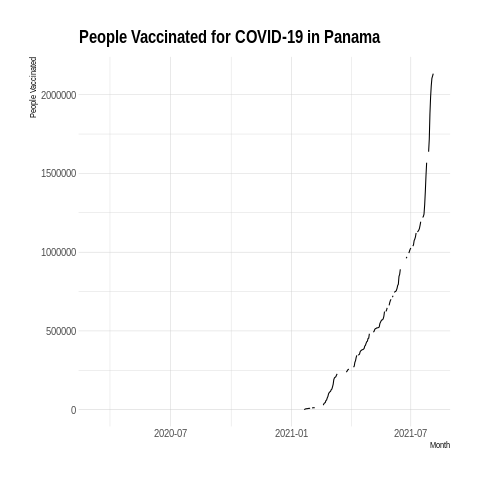 People Vaccinated for COVID-19 in Panama
People Vaccinated
2000000
1500000
1000000
500000
0
2020-07
2021-01
2021-07
Month